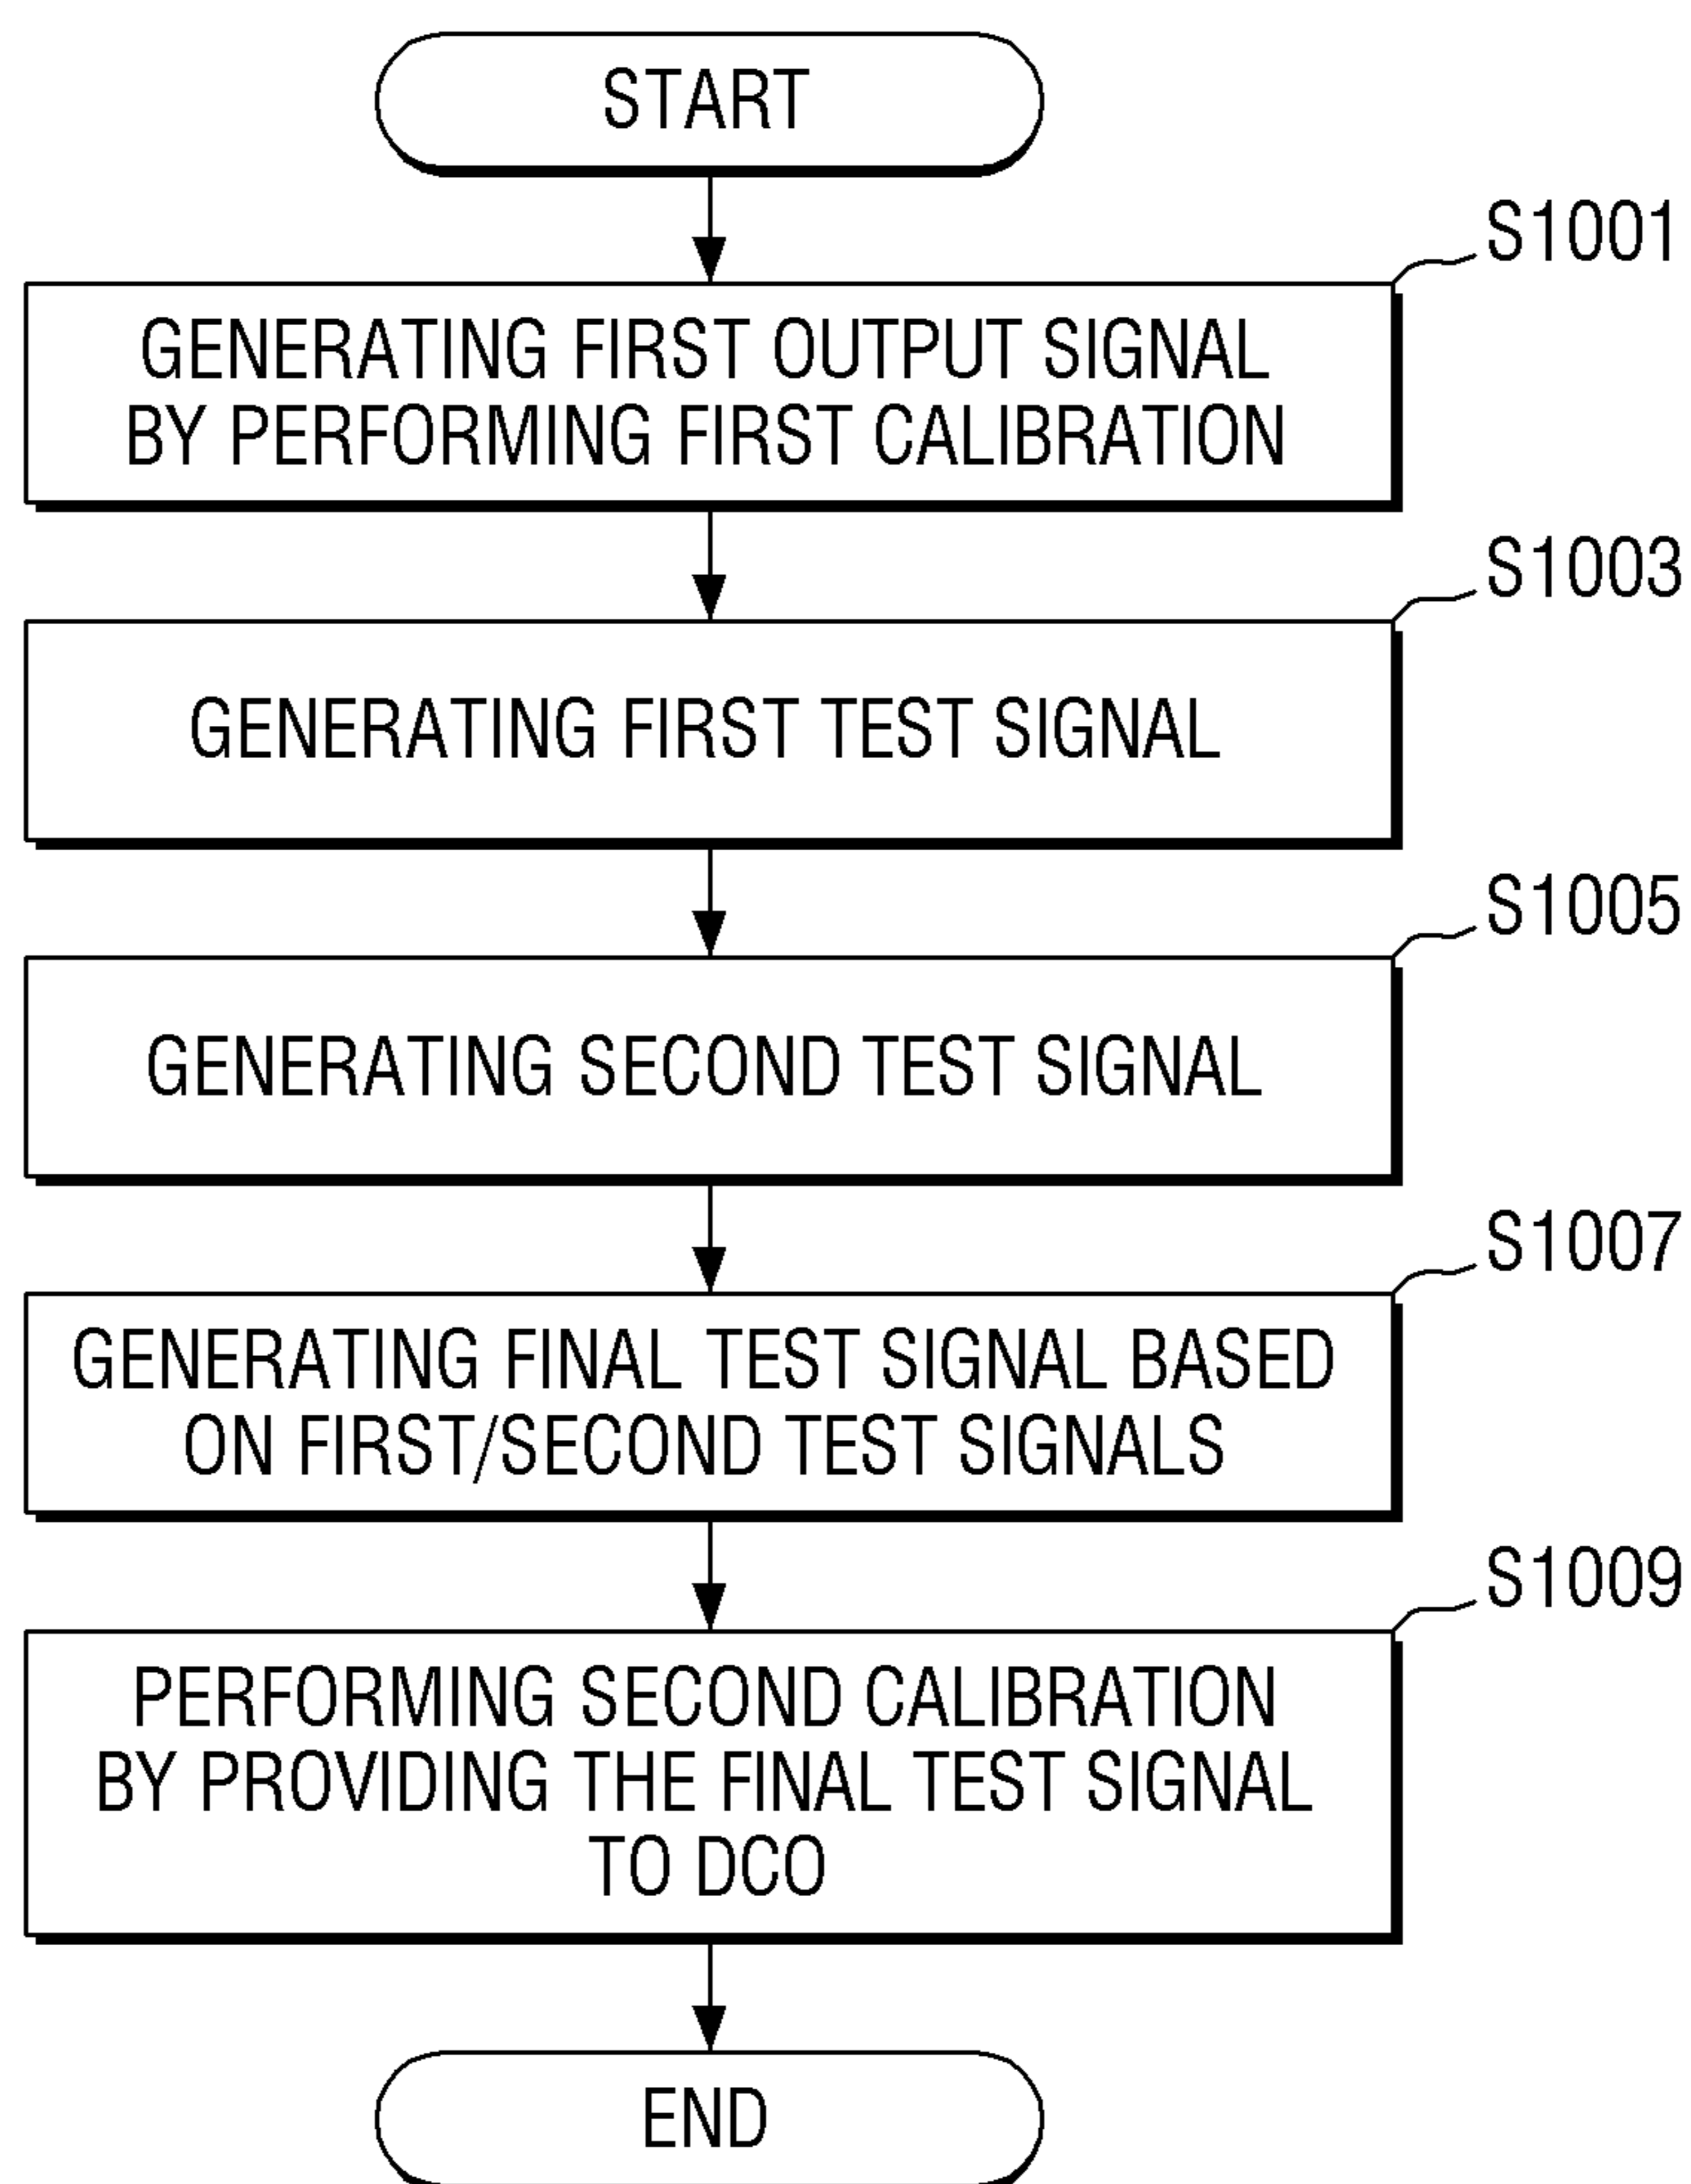 START
S1001
GENERATING FIRST OUTPUT SIGNAL
BY PERFORMING FIRST CALIBRATION
S1003
GENERATING FIRST TEST SIGNAL
S1005
GENERATING SECOND TEST SIGNAL
S1007
GENERATING FINAL TEST SIGNAL BASED
ON FIRST/SECOND TEST SIGNALS
S1009
PERFORMING SECOND CALIBRATION
BY PROVIDING THE FINAL TEST SIGNAL
TO DCO
END